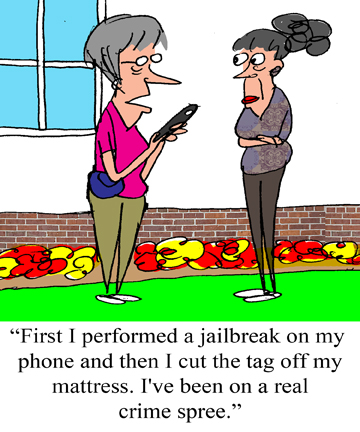 “First I performed a jailbreak on my
phone and then I cut the tag off my
mattress. I've been on a real
crime spree.”